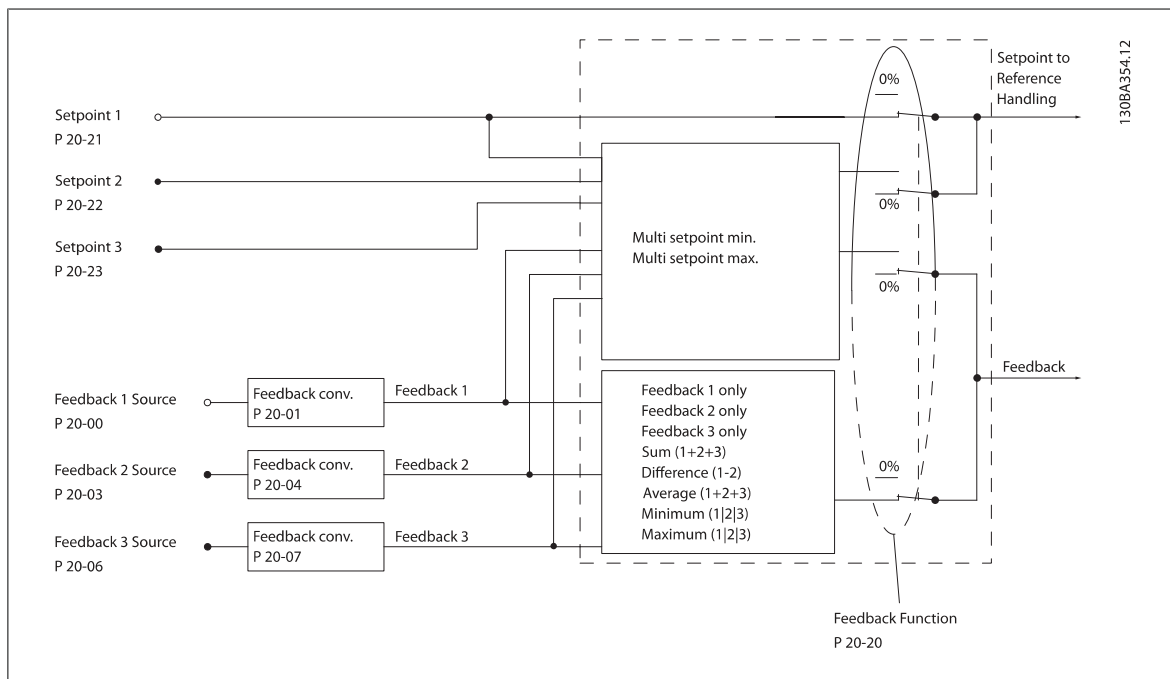 Setpoint to
Reference
Handling
130BA354.12
0%
Setpoint 1
P 20-21
Setpoint 2
P 20-22
0%
Setpoint 3
P 20-23
Multi setpoint min.
Multi setpoint max.
0%
Feedback
Feedback 1 Source
P 20-00
Feedback conv.
P 20-01
Feedback 1
Feedback 2 Source
P 20-03
Feedback conv.
P 20-04
Feedback 2
Feedback 3 Source
P 20-06
Feedback conv.
P 20-07
Feedback 3
Feedback 1 only
Feedback 2 only
Feedback 3 only
Sum (1+2+3)
Difference (1-2)
Average (1+2+3)
Minimum (1|2|3)
Maximum (1|2|3)
0%
Feedback Function
P 20-20